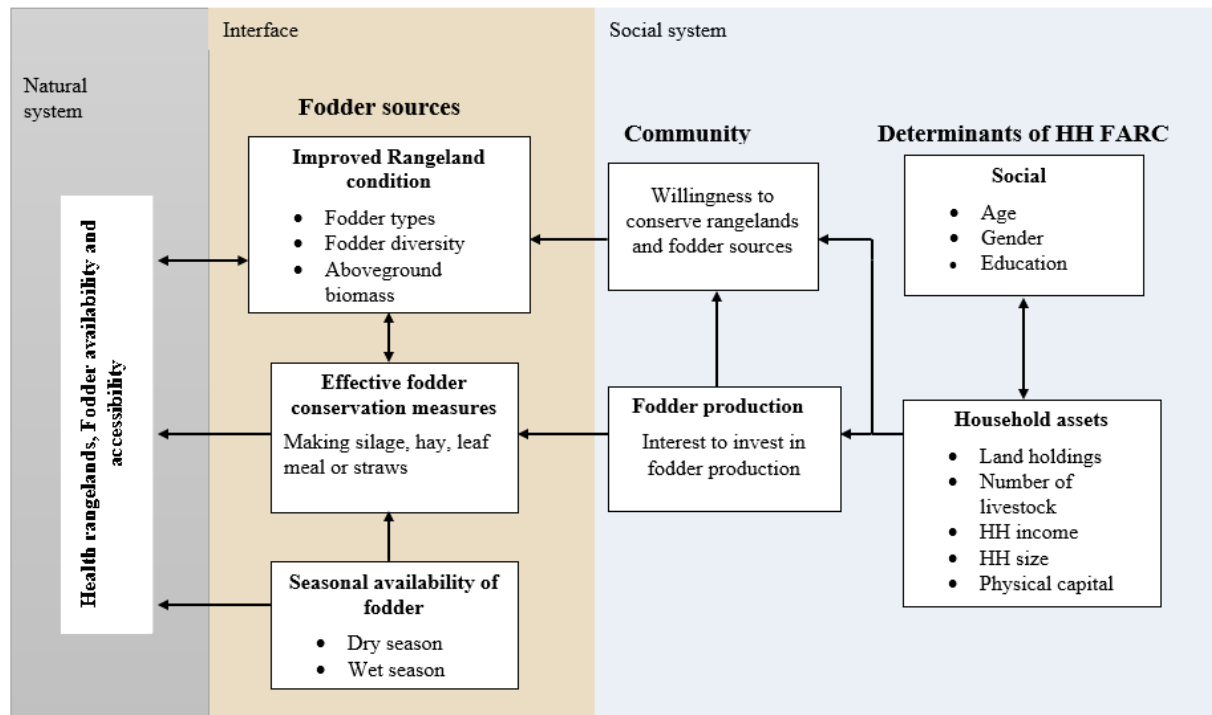 Natural
system
Health rangelands, Fodder availability and
accessibility
Interface
Fodder sources
Improved Rangeland
condition
• Fodder types
• Fodder diversity
• Aboveground
biomass
Effective fodder
conservation measures
Making silage, hay, leaf
meal or straws
Seasonal availability of
fodder
• Dry season
• Wet season
Social system
Community
Willingness to
conserve rangelands
and fodder sources
Fodder production
Interest to invest in
fodder production
Determinants of HH FARC
Social
• Age
• Gender
• Education
Household assets
• Land holdings
• Number of
livestock
• HH income
• HH size
• Physical capital